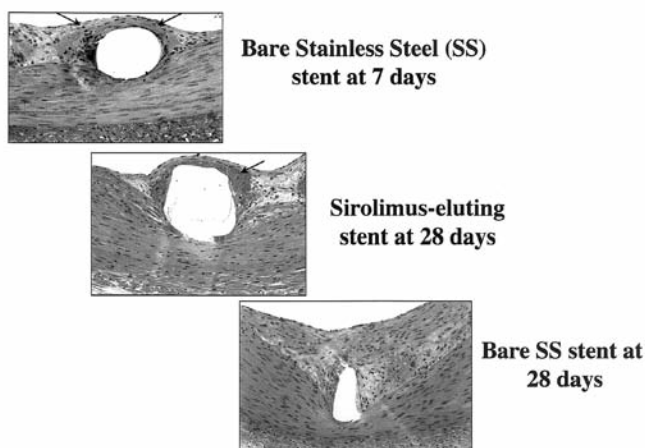 Bare Stainless Steel (SS)
stent at 7 days
Sirolimus-eluting
stent at 28 days
Bare SS stent at
28 days